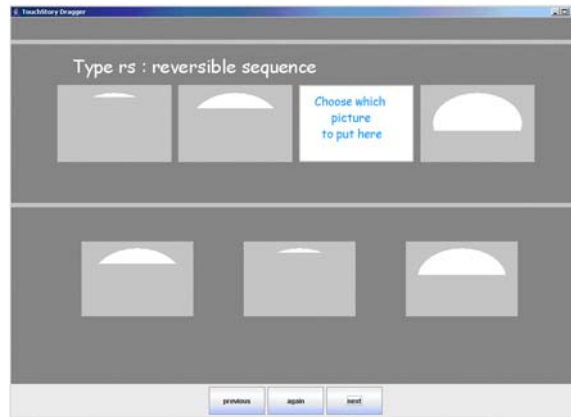 TouchStory Dragger
Type rs : reversible sequence
Choose which
picture
to put here
previous
again
next